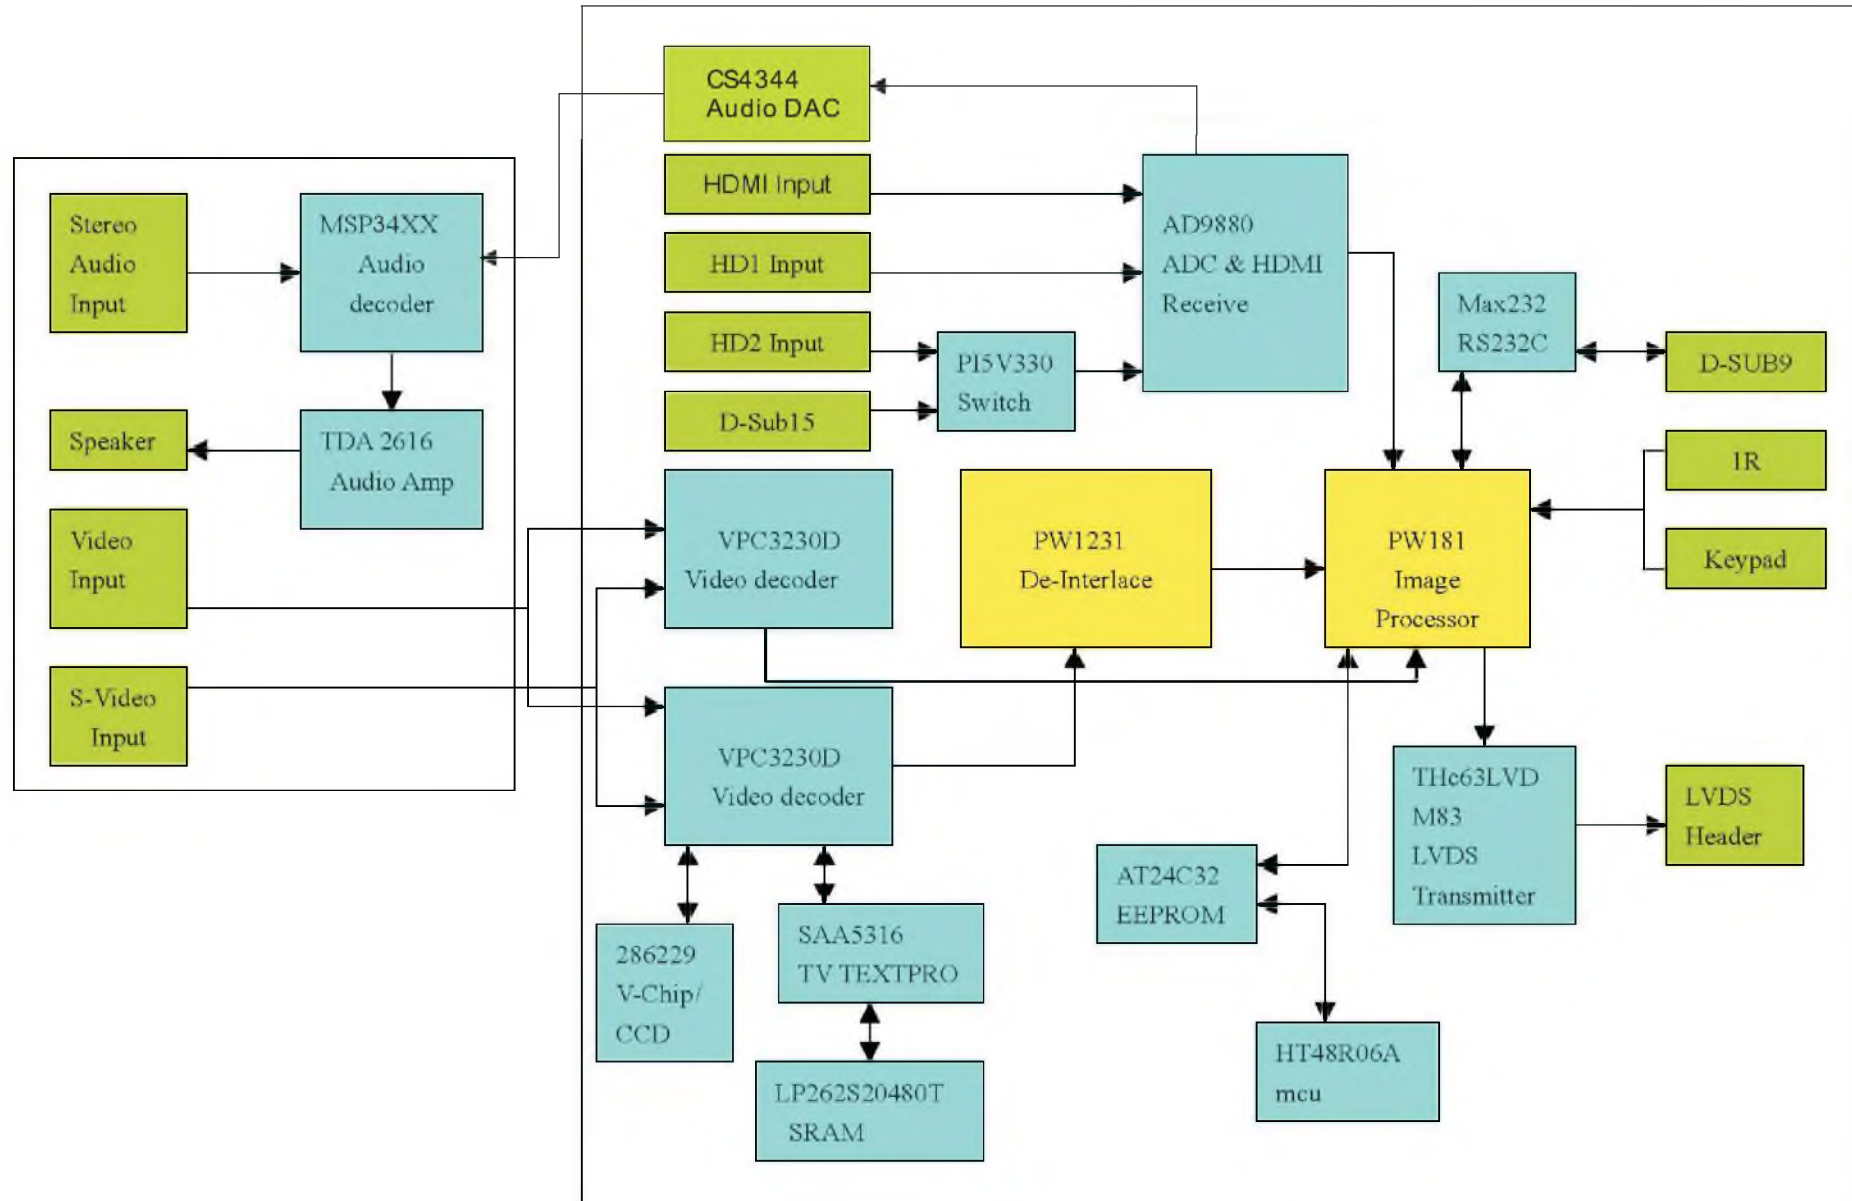 CS4344
Audio DAC
HDMI Input
HD1 Input
HD2 Input
D-Sub15
PI5V330
Switch
AD9880
ADC & HDMI
Receive
Max232
RS232C
D-SUB9
IR
Keypad
Stereo
Audio
Input
MSP34XX
Audio
decoder
Speaker
TDA 2616
Audio Amp
Video
Input
S-Video
Input
VPC3230D
Video decoder
PW1231
De-Interlace
PW181
Image
Processor
VPC3230D
Video decoder
THc63LVD
M83
LVDS
Transmitter
LVDS
Header
AT24C32
EEPROM
286229
V-Chip/
CCD
SAA5316
TV TEXTPRO
LP262S20480T
SRAM
HT48R06A
mcu